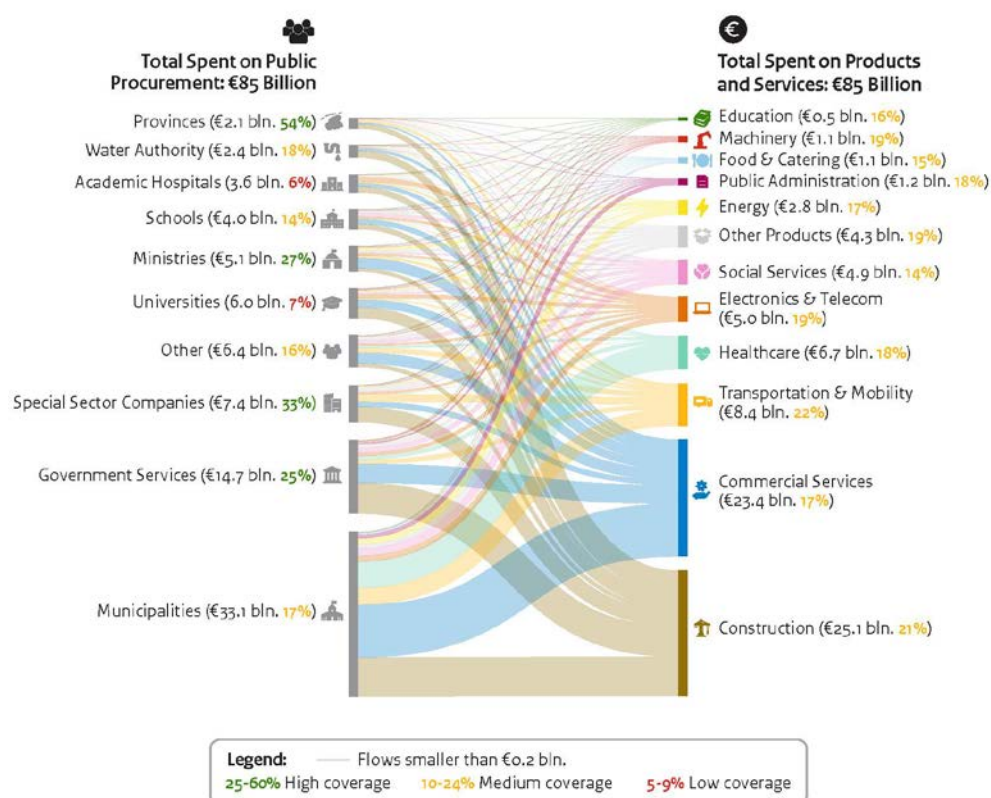 Total Spent on Public
Procurement: €85 Billion
Provinces (€2.1 bln. 54%)
Water Authority (€2.4 bln. 18%)
Academic Hospitals (3.6 bln. 6%)
Schools (€4.0 bln. 14%)
Ministries (€5.1 bln. 27%)
Universities (6.0 bln. 7%)
Other (€6.4 bln. 16%)
Special Sector Companies (€7.4 bln. 33%)
Government Services (€14.7 bln. 25%)
Municipalities (€33.1 bln. 17%)
€
Total Spent on Products
and Services: €85 Billion
Education (€0.5 bln. 16%)
Machinery (€1.1 bln. 19%)
Food & Catering (€1.1 bln. 15%)
Public Administration (€1.2 bln. 18%)
Energy (€2.8 bln. 17%)
Other Products (€4.3 bln. 19%)
Social Services (€4.9 bln. 14%)
Electronics & Telecom
(€5.0 bln. 19%)
Healthcare (€6.7 bln. 18%)
Transportation & Mobility
(€8.4 bln. 22%)
Commercial Services
(€23.4 bln. 17%)
Construction (€25.1 bln. 21%)
Legend: Flows smaller than €0.2 bln.
25-60% High coverage 10-24% Medium coverage 5-9% Low coverage